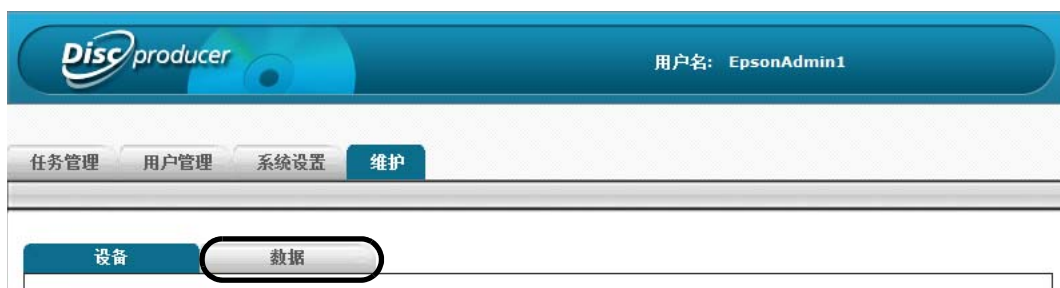 Disc producer
用户名: EpsonAdmin1
任务管理 用户管理 系统设置 维护
设备 数据